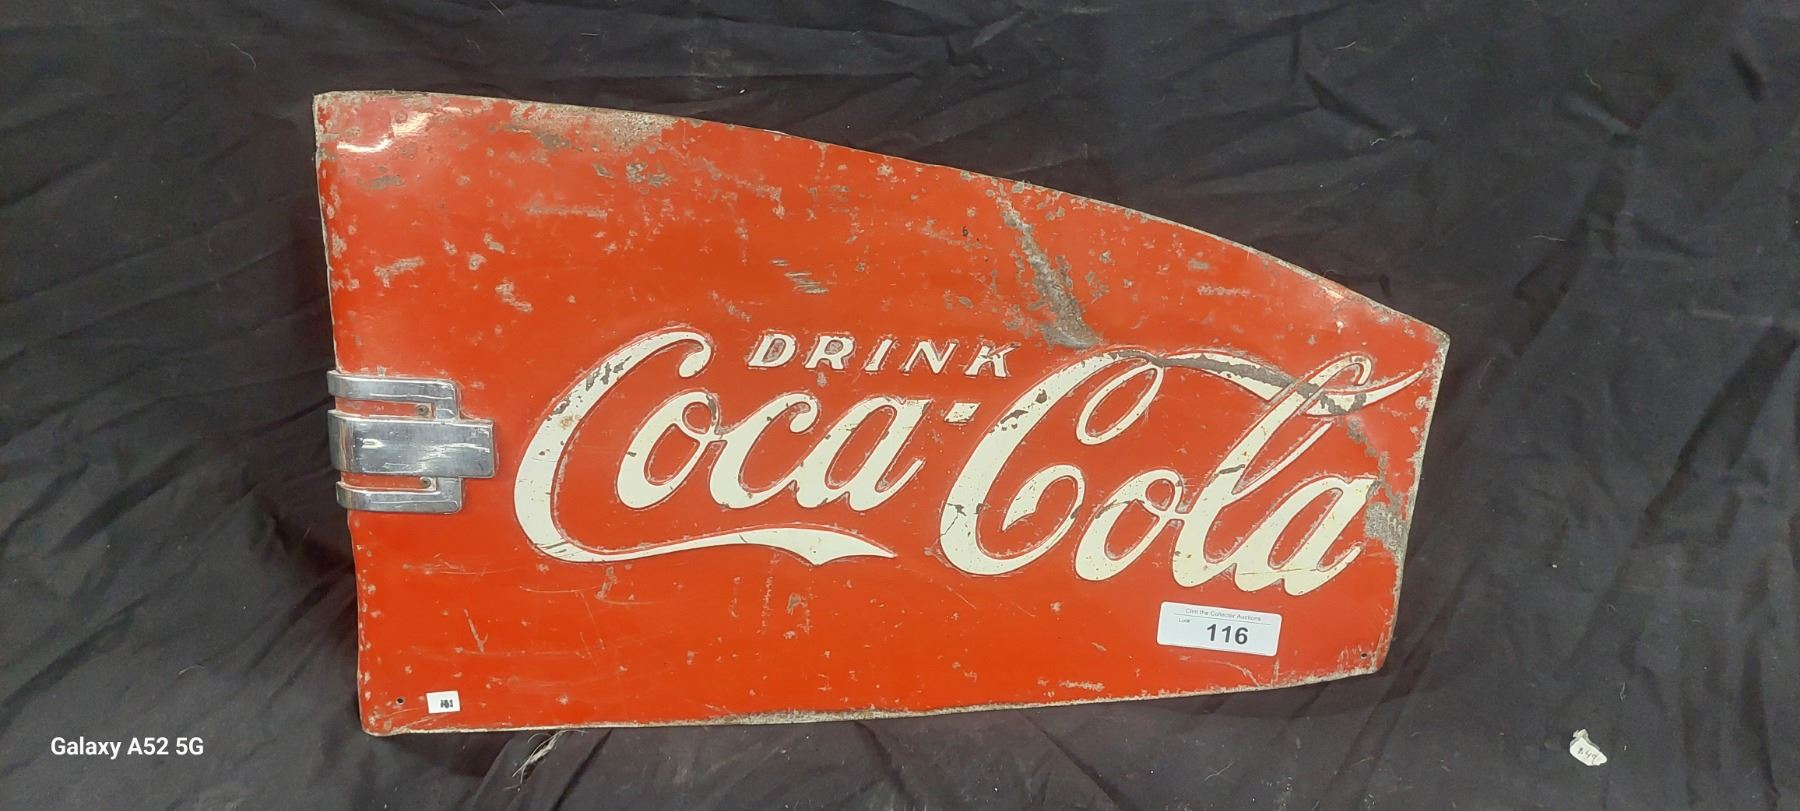 DRINK
Coca-Cola
Clint the Collector Auctions
Lot#
116
Galaxy A52 5G